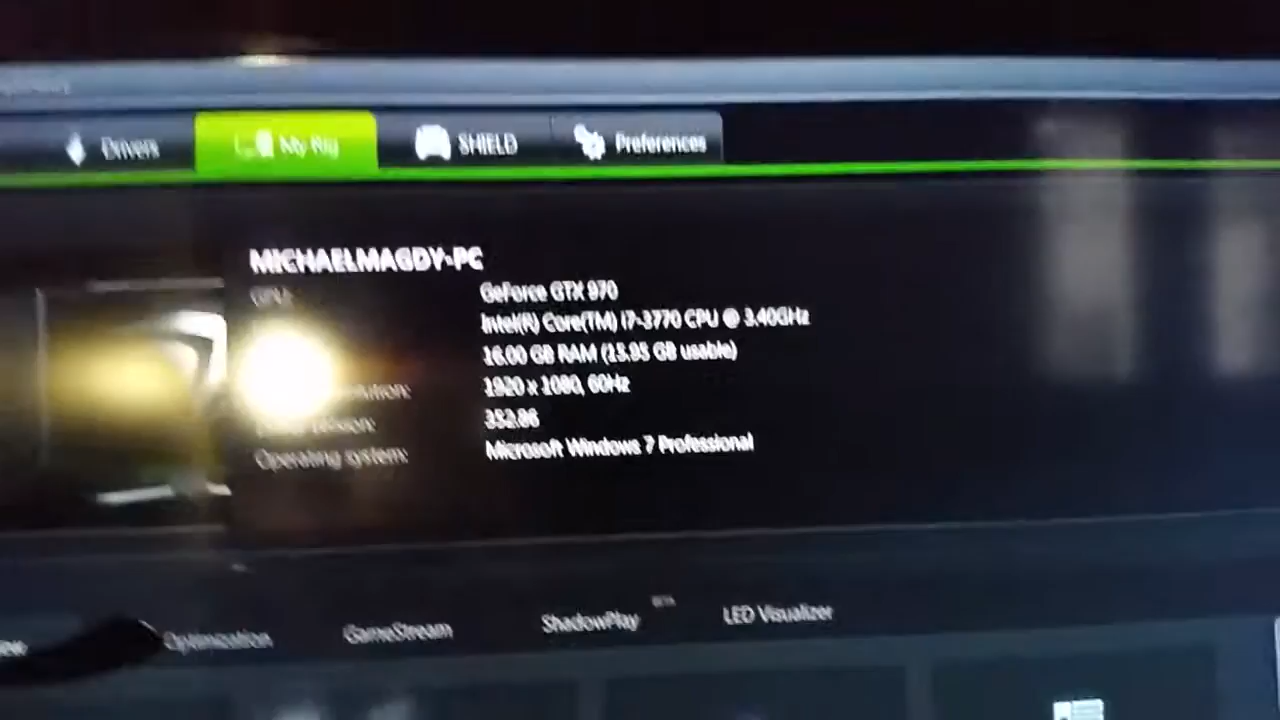 Drivers My Rig SHIELD Preferences
MICHAELMAGDY-PC
GPU: GeForce GTX 970
Intel(R) Core(TM) i7-3770 CPU @ 3.40GHz
16.00 GB RAM (15.95 GB usable)
1920 x 1080, 60Hz
352.86
Operating system: Microsoft Windows 7 Professional
Optimization GameStream ShadowPlay BETA LED Visualizer